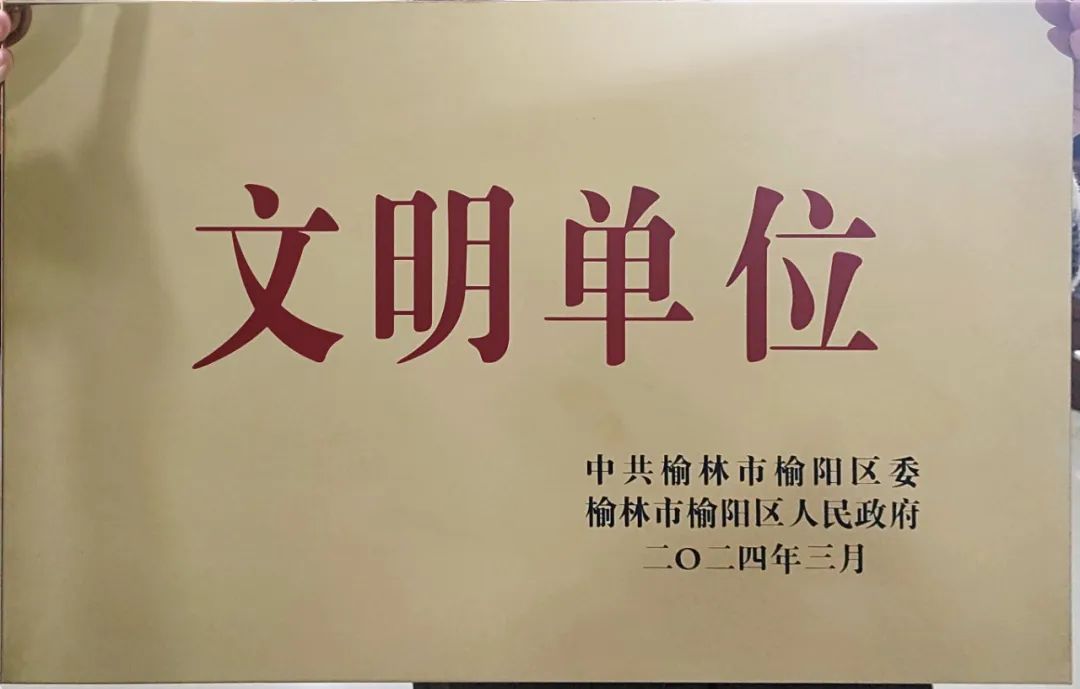 文明单位
中共榆林市榆阳区委
榆林市榆阳区人民政府
二〇二四年三月